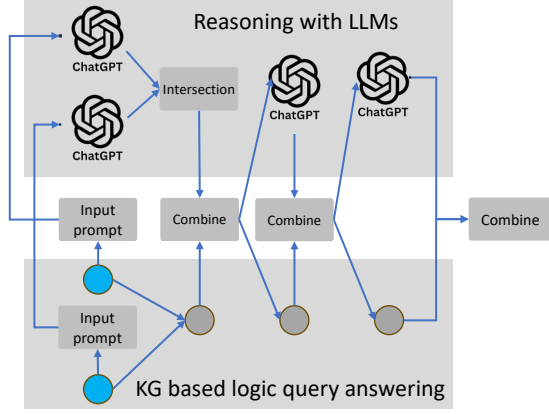 Reasoning with LLMs
ChatGPT
ChatGPT
Intersection
ChatGPT
ChatGPT
Input
prompt
Combine
Combine
Combine
Input
prompt
KG based logic query answering